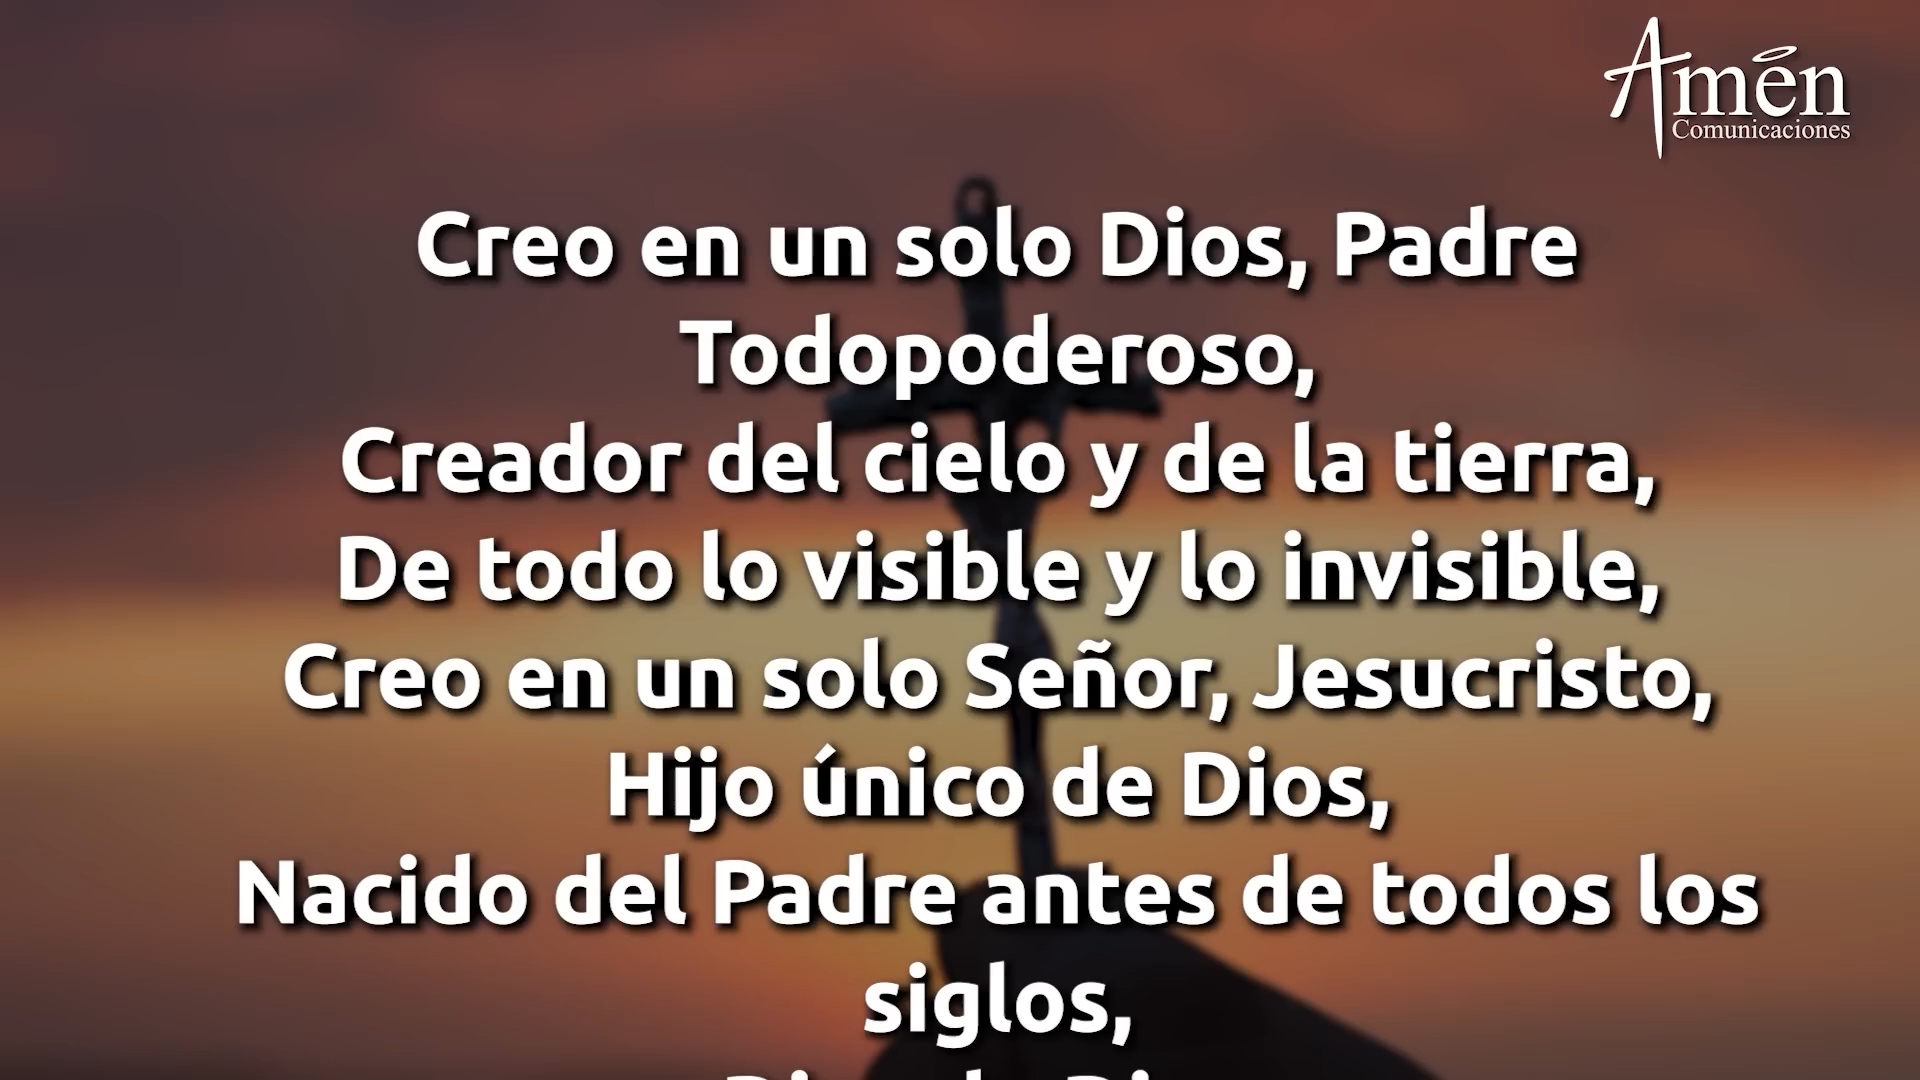 Amén
Comunicaciones
Creo en un solo Dios, Padre
Todopoderoso,
Creador del cielo y de la tierra,
De todo lo visible y lo invisible,
Creo en un solo Señor, Jesucristo,
Hijo único de Dios,
Nacido del Padre antes de todos los
siglos,